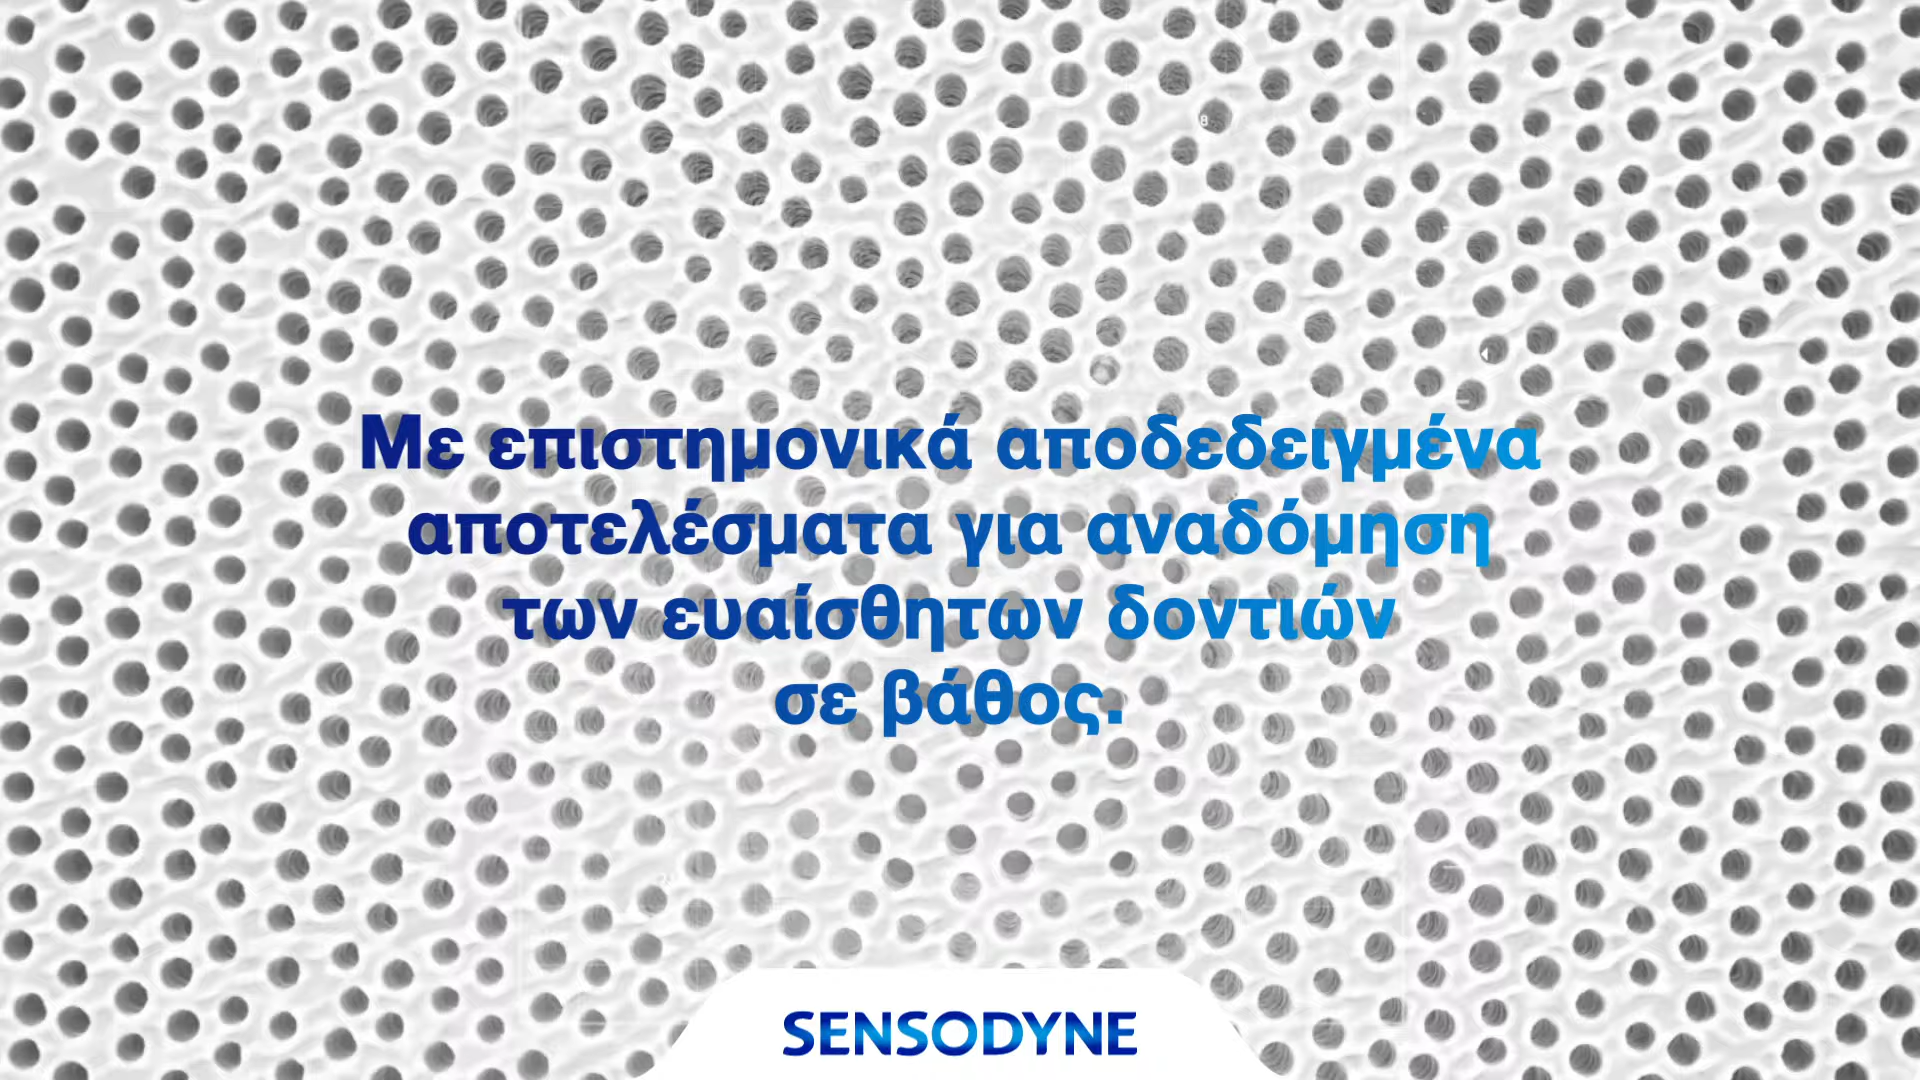 Με επιστημονικά αποδεδειγμένα
αποτελέσματα για αναδόμηση
των ευαίσθητων δοντιών
σε βάθος.
SENSODYNE